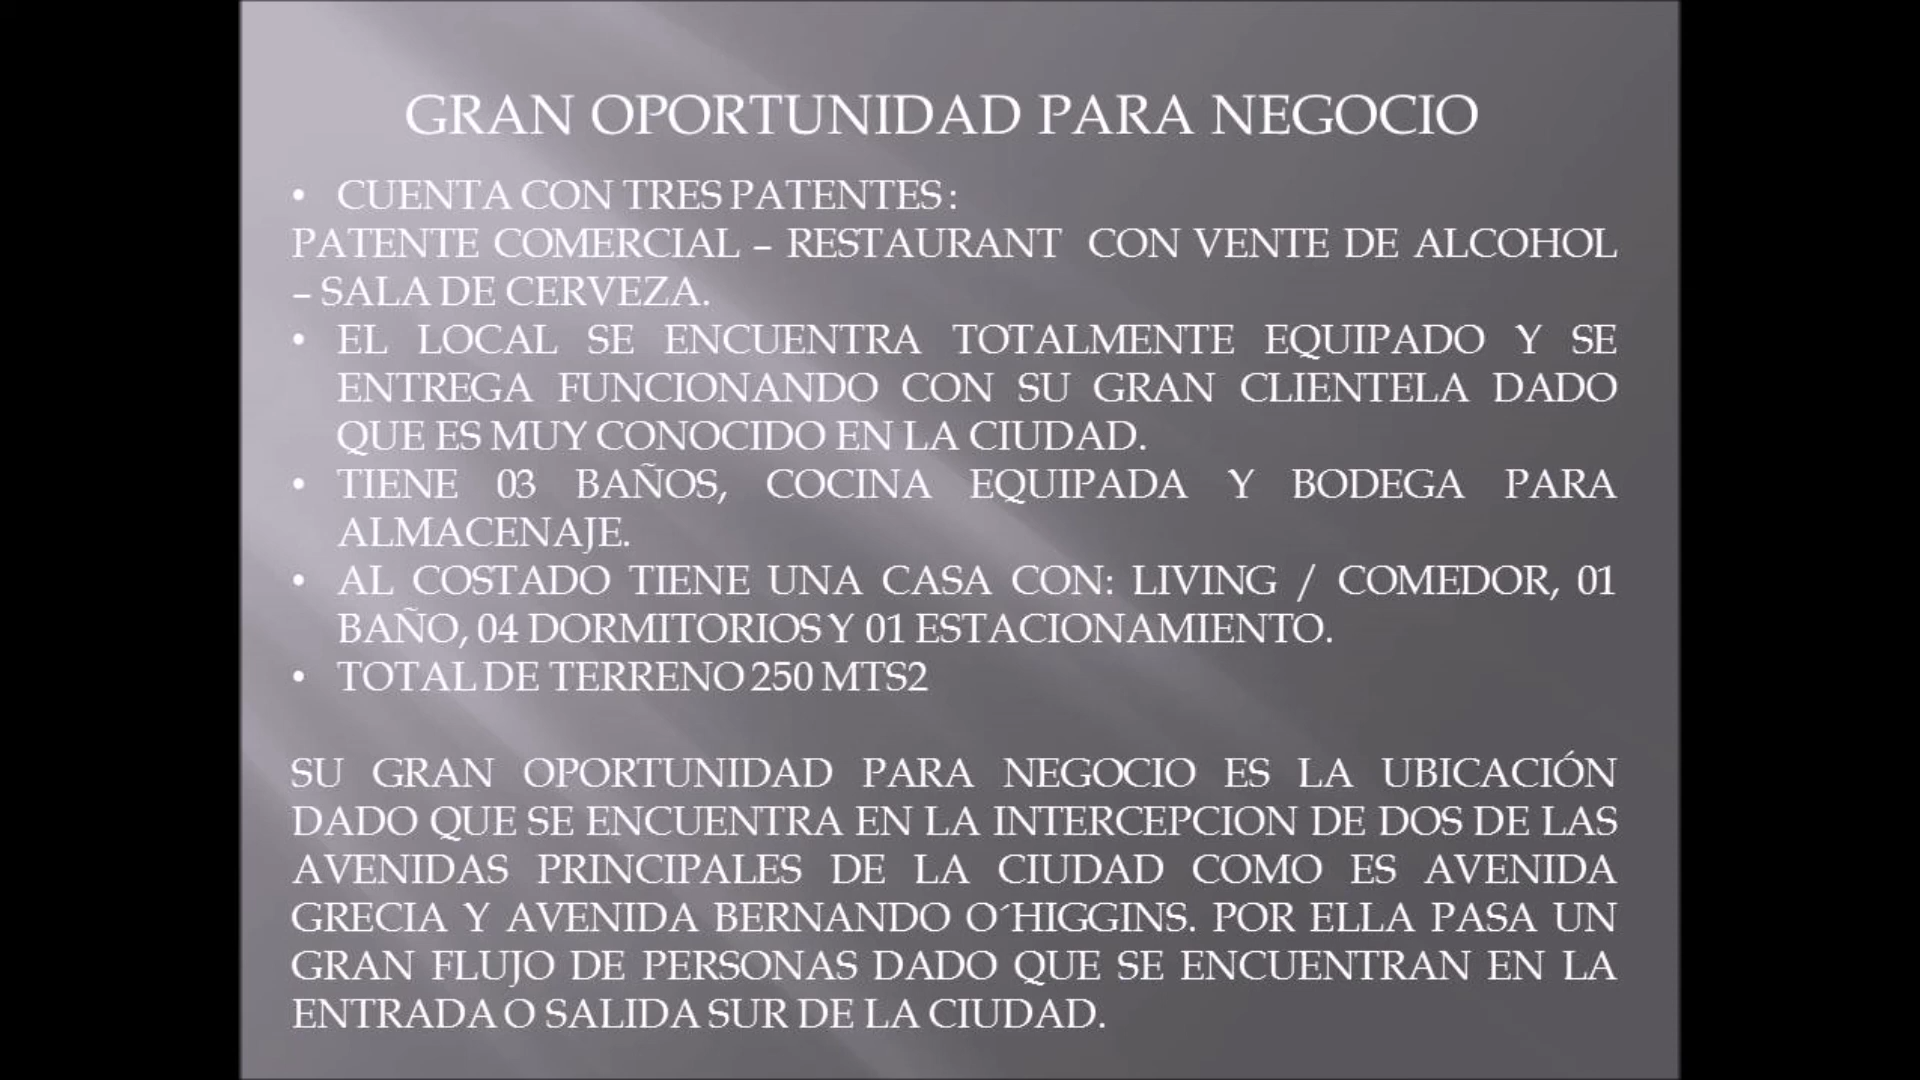 GRAN OPORTUNIDAD PARA NEGOCIO
• CUENTA CON TRES PATENTES :
PATENTE COMERCIAL – RESTAURANT CON VENTE DE ALCOHOL
– SALA DE CERVEZA.
• EL LOCAL SE ENCUENTRA TOTALMENTE EQUIPADO Y SE
ENTREGA FUNCIONANDO CON SU GRAN CLIENTELA DADO
QUE ES MUY CONOCIDO EN LA CIUDAD.
• TIENE 03 BAÑOS, COCINA EQUIPADA Y BODEGA PARA
ALMACENAJE.
• AL COSTADO TIENE UNA CASA CON: LIVING / COMEDOR, 01
BAÑO, 04 DORMITORIOS Y 01 ESTACIONAMIENTO.
• TOTAL DE TERRENO 250 MTS2
SU GRAN OPORTUNIDAD PARA NEGOCIO ES LA UBICACIÓN
DADO QUE SE ENCUENTRA EN LA INTERCEPCION DE DOS DE LAS
AVENIDAS PRINCIPALES DE LA CIUDAD COMO ES AVENIDA
GRECIA Y AVENIDA BERNANDO O´HIGGINS. POR ELLA PASA UN
GRAN FLUJO DE PERSONAS DADO QUE SE ENCUENTRAN EN LA
ENTRADA O SALIDA SUR DE LA CIUDAD.